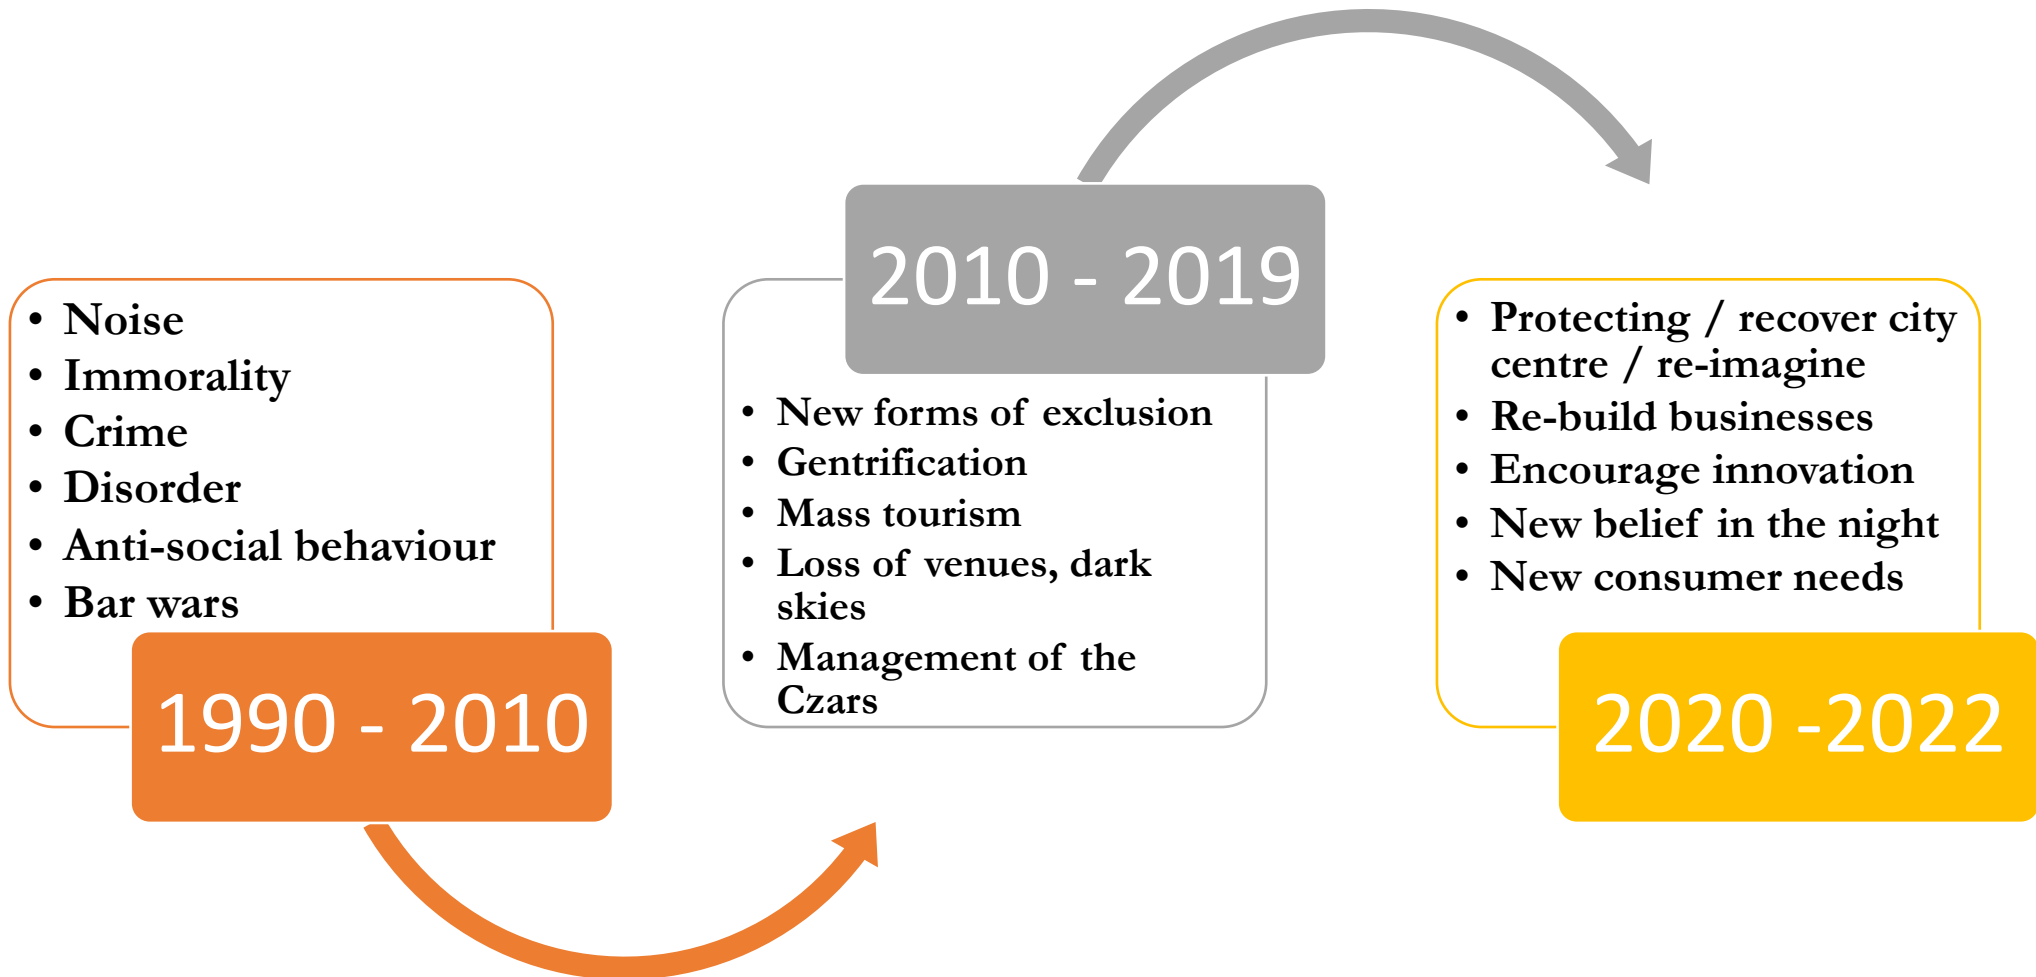 • Noise
• Immorality
• Crime
• Disorder
• Anti-social behaviour
• Bar wars
1990 - 2010
2010 - 2019
• New forms of exclusion
• Gentrification
• Mass tourism
• Loss of venues, dark
skies
• Management of the
Czars
• Protecting / recover city
centre / re-imagine
• Re-build businesses
• Encourage innovation
• New belief in the night
• New consumer needs
2020 -2022